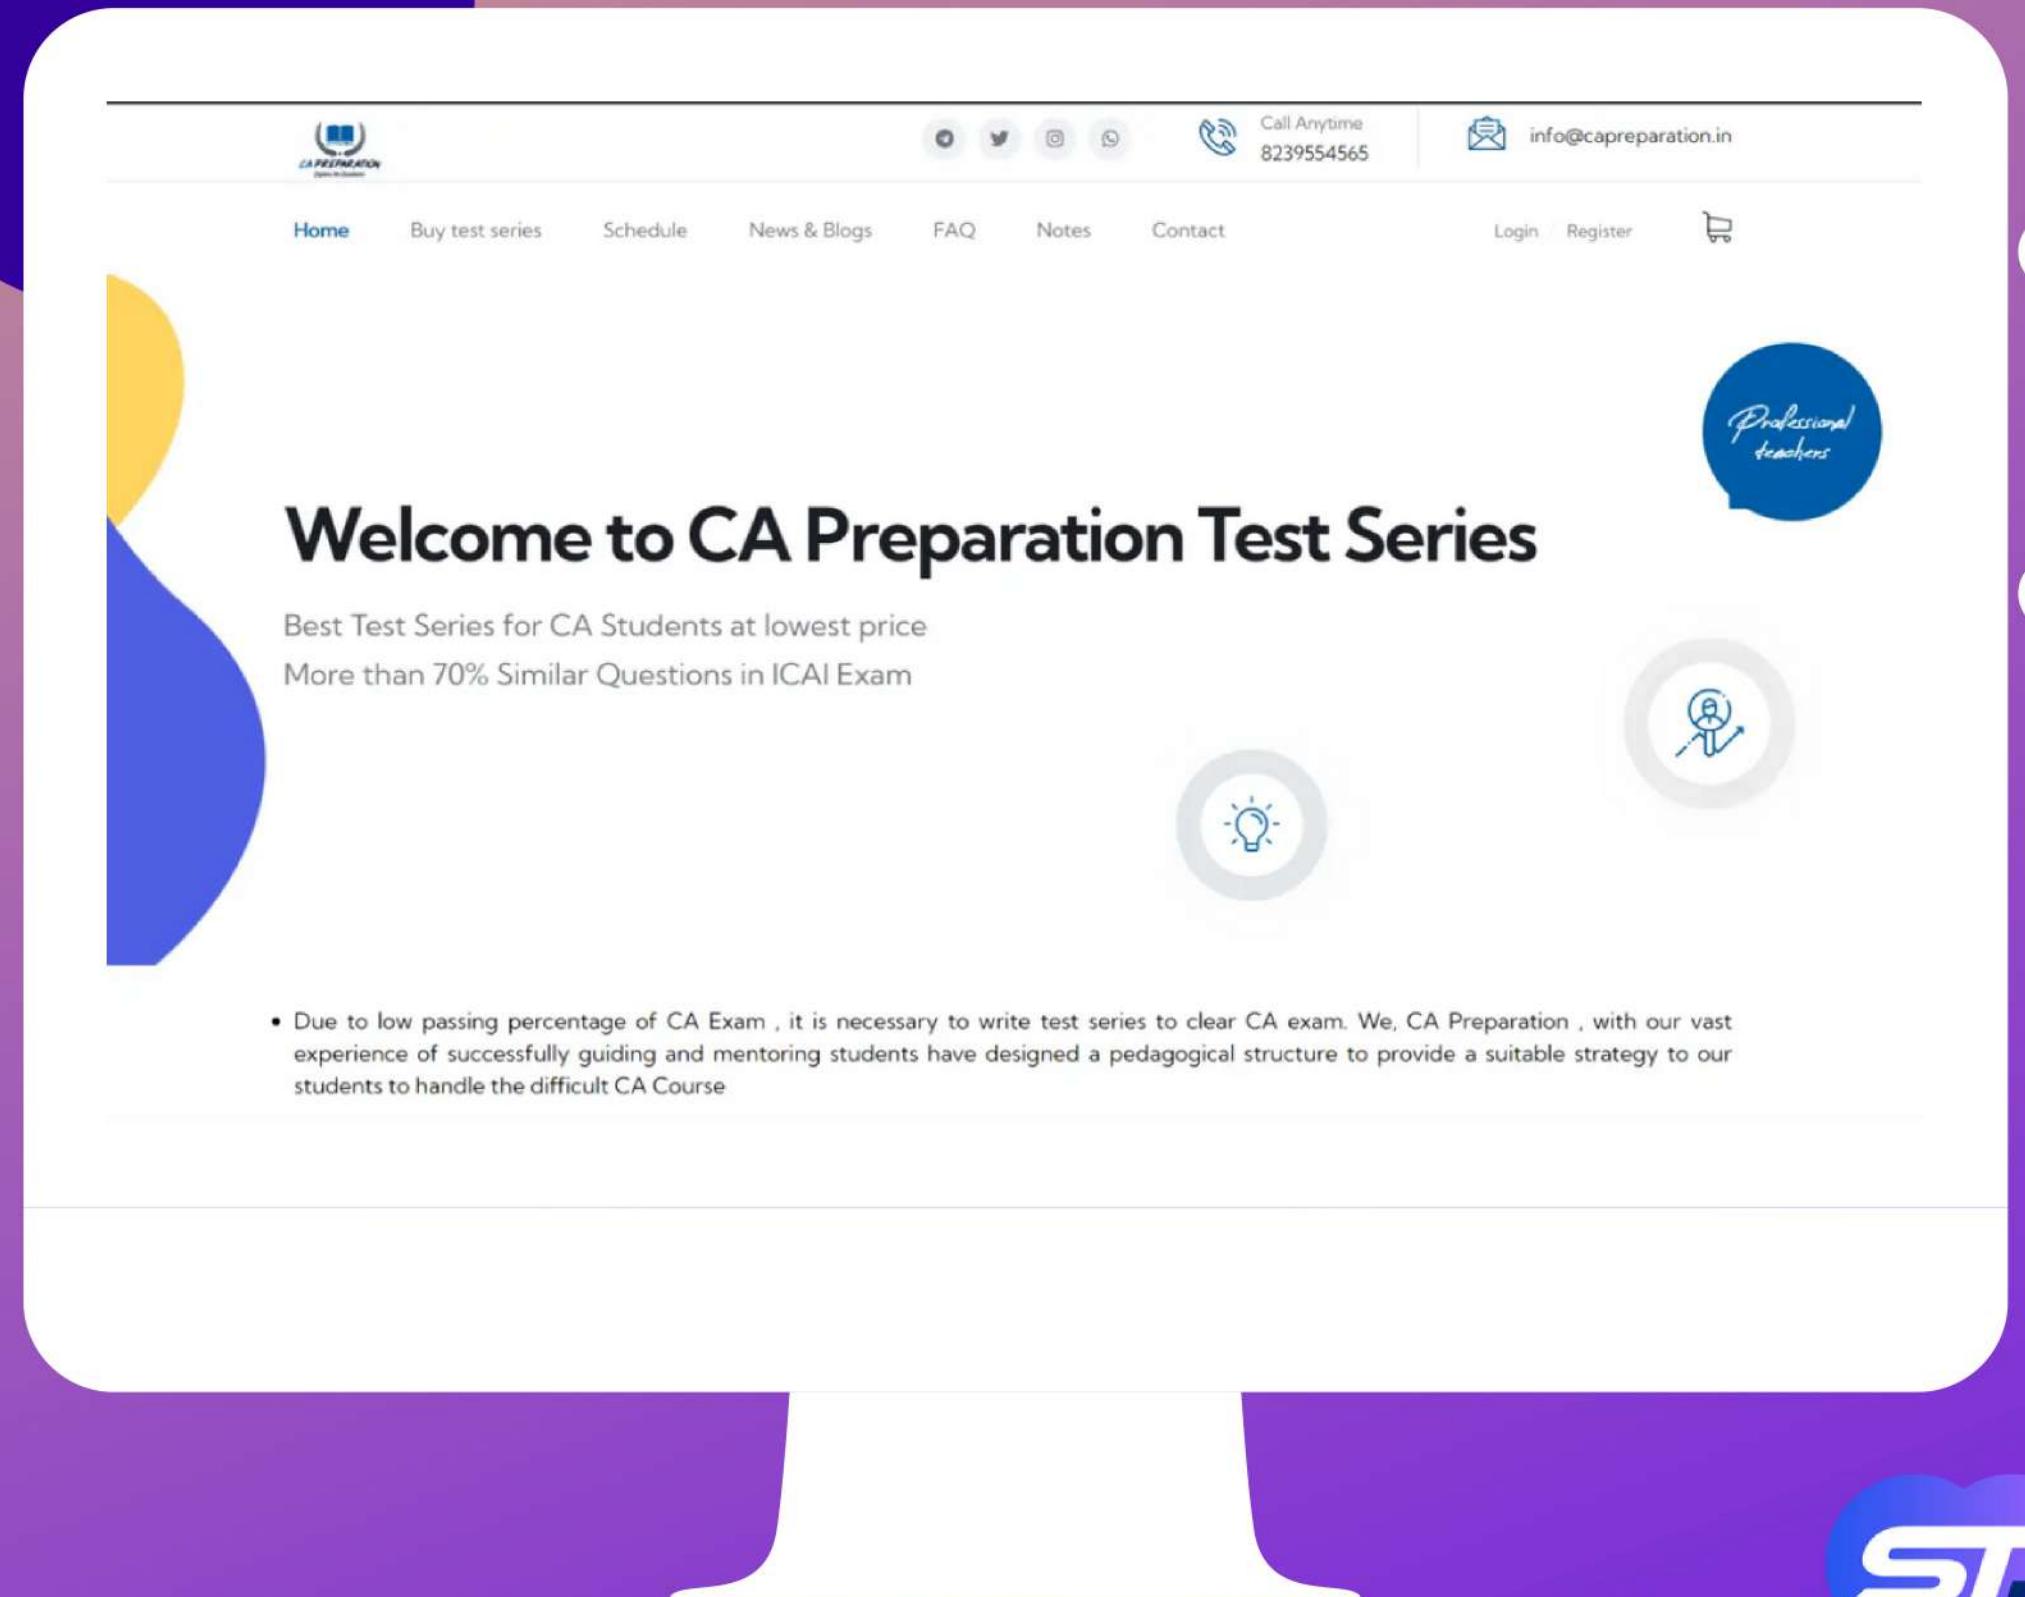 CA PREPARATION
Call Anytime
8239554565
info@capreparation.in
Home Buy test series Schedule News & Blogs FAQ Notes Contact Login Register
Professional
teachers
Welcome to CA Preparation Test Series
Best Test Series for CA Students at lowest price
More than 70% Similar Questions in ICAI Exam
• Due to low passing percentage of CA Exam , it is necessary to write test series to clear CA exam. We, CA Preparation , with our vast
experience of successfully guiding and mentoring students have designed a pedagogical structure to provide a suitable strategy to our
students to handle the difficult CA Course
ST